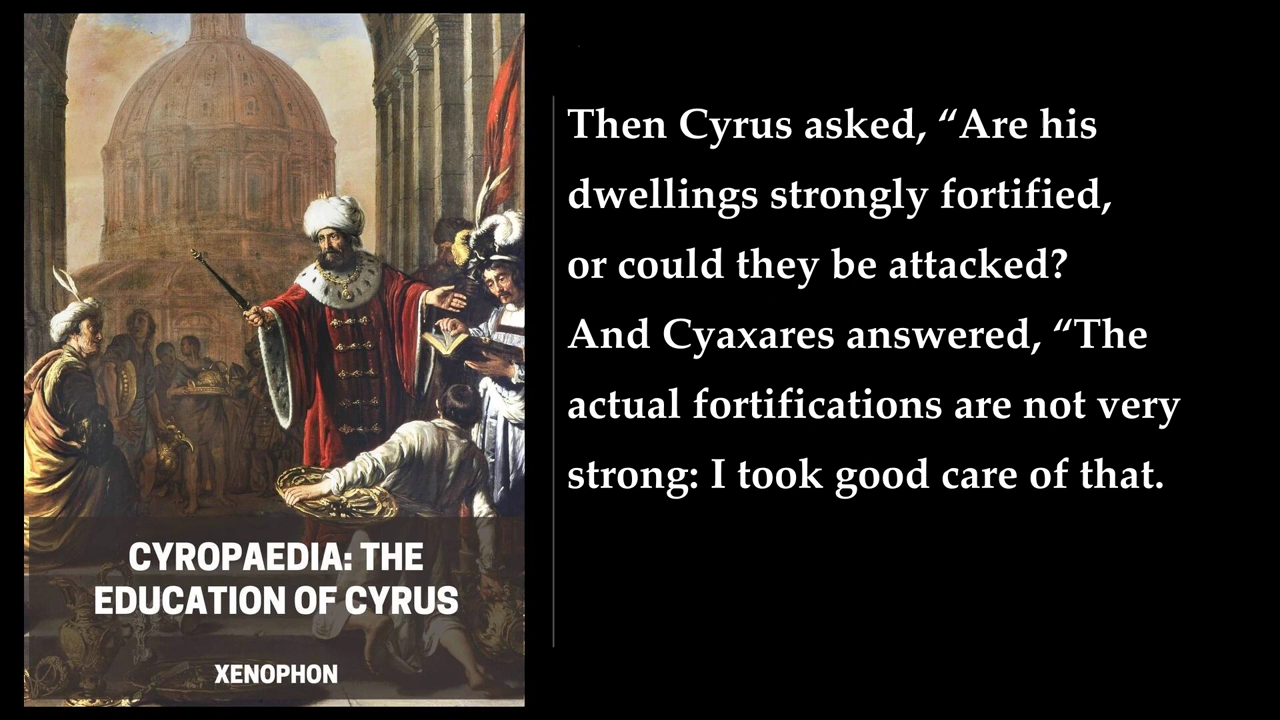 CYROPAEDIA: THE
EDUCATION OF CYRUS
XENOPHON
Then Cyrus asked, “Are his
dwellings strongly fortified,
or could they be attacked?
And Cyaxares answered, “The
actual fortifications are not very
strong: I took good care of that.